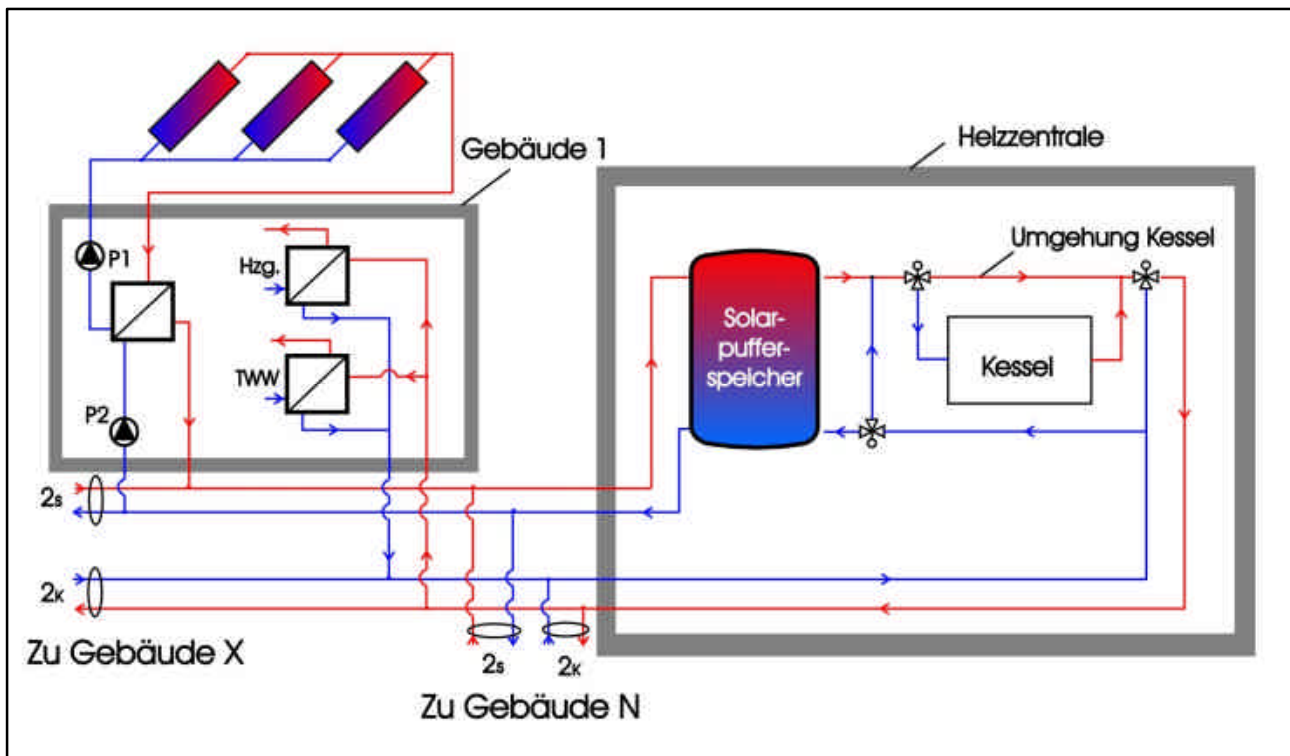 Gebäude 1
Heizzentrale
P1
Hzg.
Umgehung Kessel
Solar-
puffer-
speicher
Kessel
TWW
P2
2s
2K
Zu Gebäude X
2s
2K
Zu Gebäude N